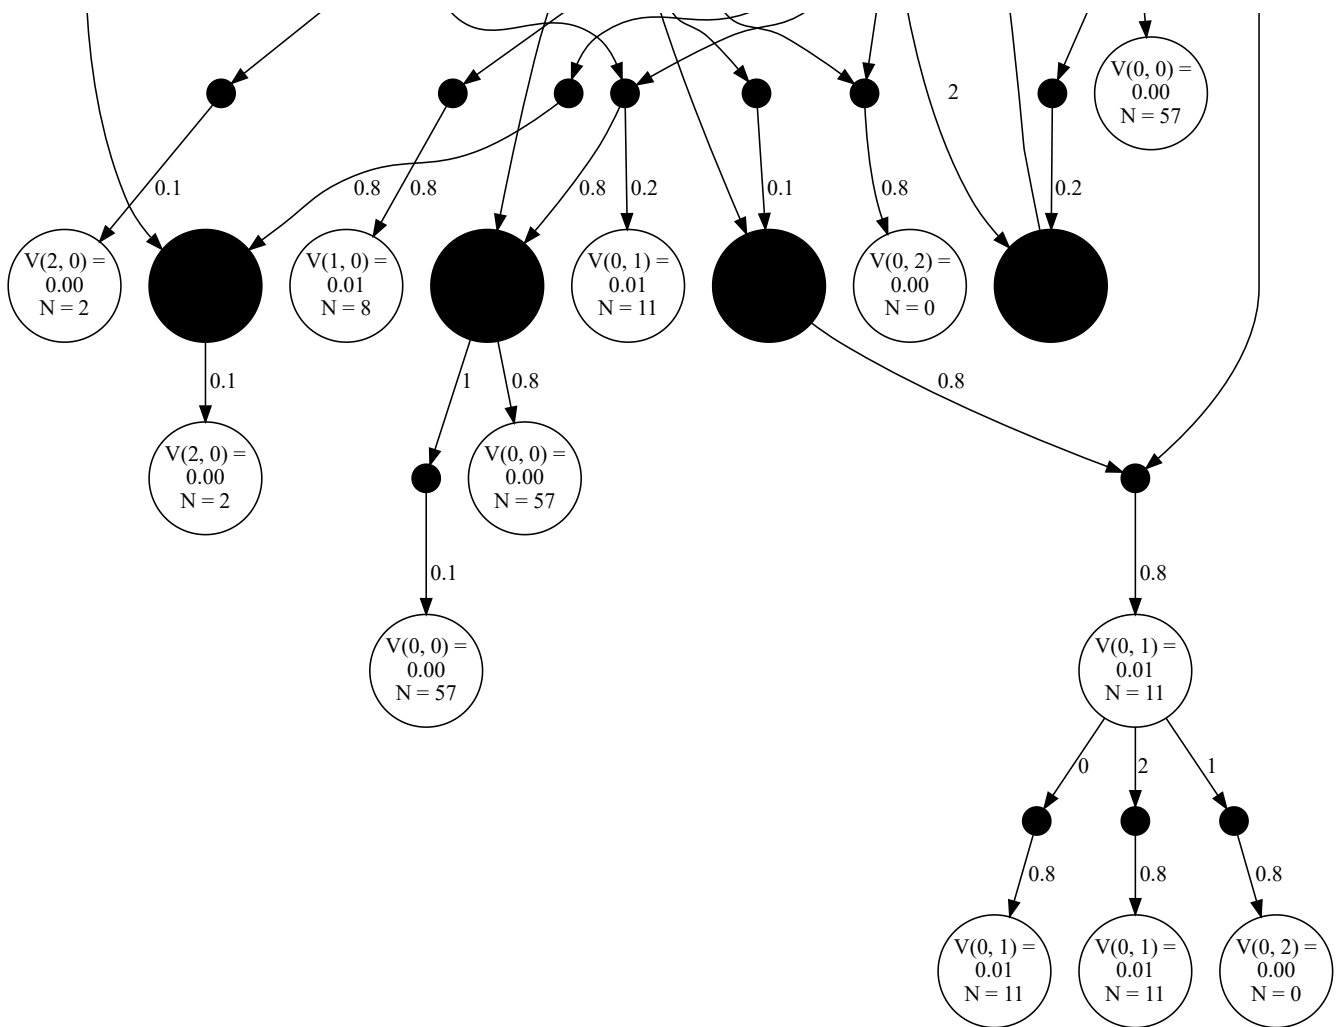 2
V(0, 0) =
0.00
N = 57
0.1
0.8
0.8
0.8
0.2
0.1
0.8
0.2
V(2, 0) =
0.00
N = 2
V(1, 0) =
0.01
N = 8
V(0, 1) =
0.01
N = 11
V(0, 2) =
0.00
N = 0
0.1
1
0.8
0.8
V(2, 0) =
0.00
N = 2
V(0, 0) =
0.00
N = 57
0.1
0.8
V(0, 0) =
0.00
N = 57
V(0, 1) =
0.01
N = 11
0
2
1
0.8
0.8
0.8
V(0, 1) =
0.01
N = 11
V(0, 1) =
0.01
N = 11
V(0, 2) =
0.00
N = 0